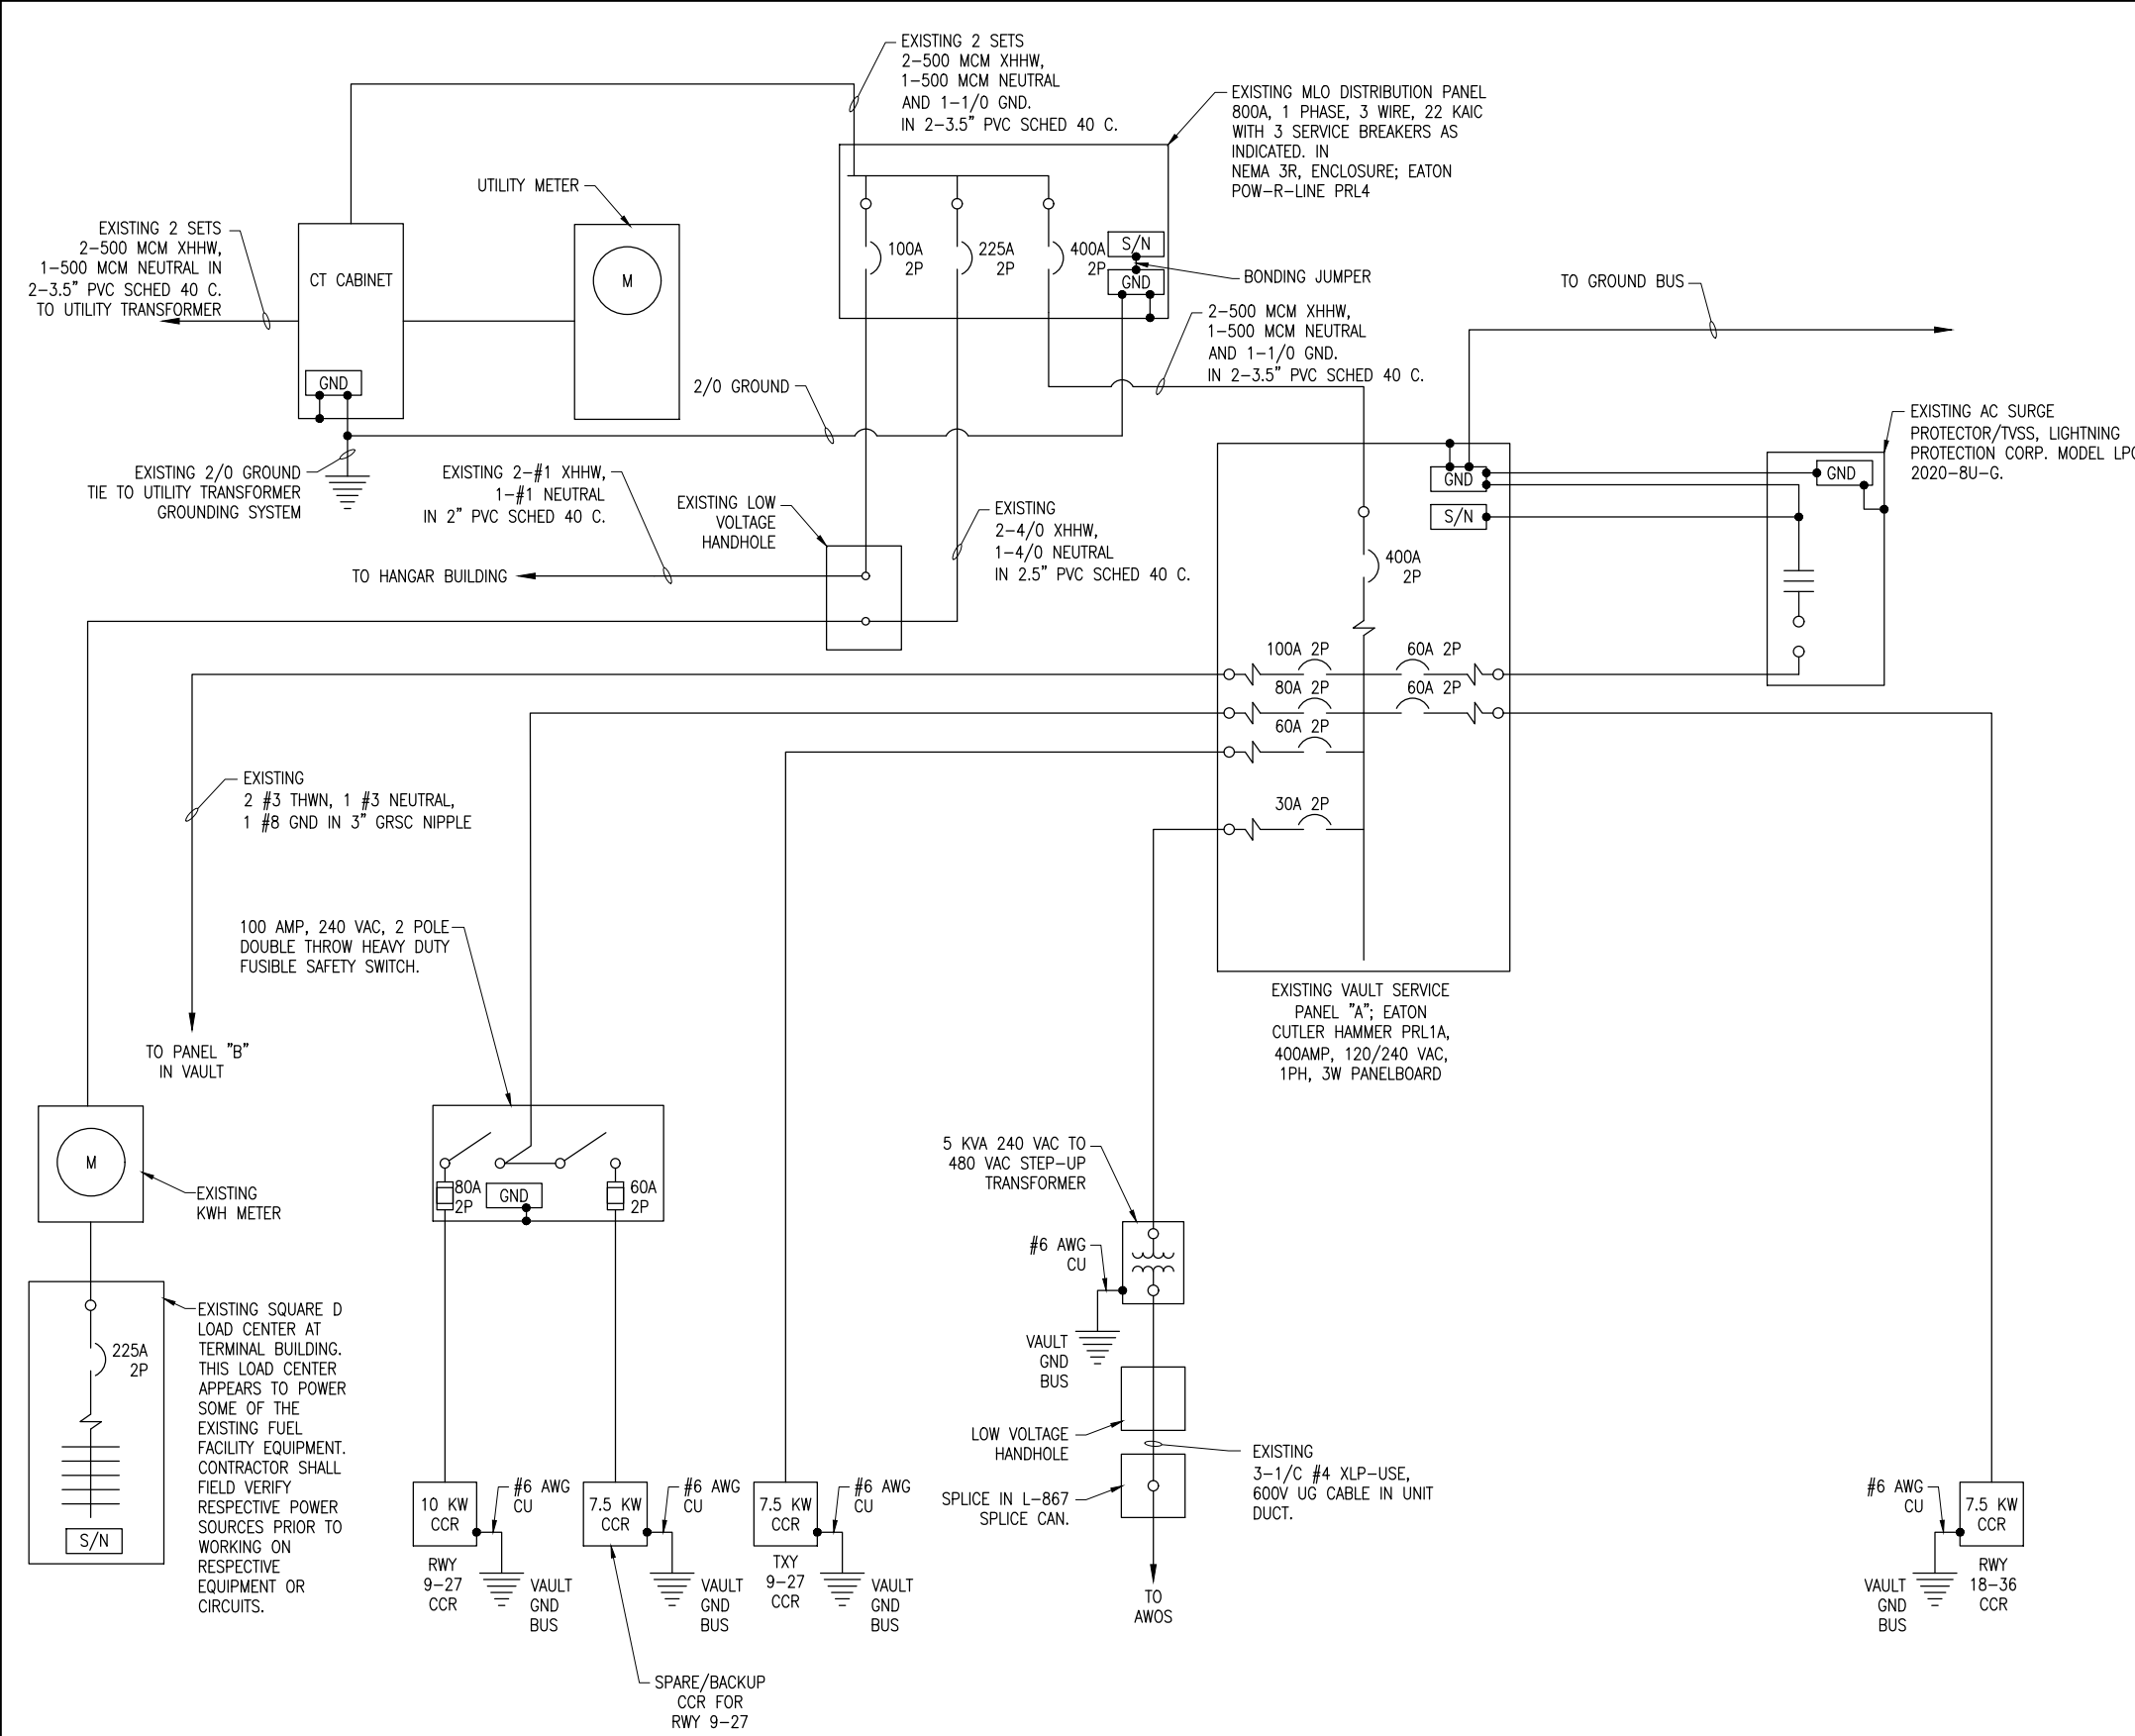 EXISTING 2 SETS
2-500 MCM XHHW,
1-500 MCM NEUTRAL
AND 1-1/0 GND.
IN 2-3.5" PVC SCHED 40 C.
EXISTING MLO DISTRIBUTION PANEL
800A, 1 PHASE, 3 WIRE, 22 KAIC
WITH 3 SERVICE BREAKERS AS
INDICATED. IN
NEMA 3R, ENCLOSURE; EATON
POW-R-LINE PRL4
UTILITY METER
EXISTING 2 SETS
2-500 MCM XHHW,
1-500 MCM NEUTRAL IN
2-3.5" PVC SCHED 40 C.
TO UTILITY TRANSFORMER
CT CABINET
M
100A
2P
225A
2P
400A
2P
S/N
GND
BONDING JUMPER
TO GROUND BUS
2-500 MCM XHHW,
1-500 MCM NEUTRAL
AND 1-1/0 GND.
IN 2-3.5" PVC SCHED 40 C.
GND
2/0 GROUND
EXISTING 2/0 GROUND
TIE TO UTILITY TRANSFORMER
GROUNDING SYSTEM
EXISTING 2-#1 XHHW,
1-#1 NEUTRAL
IN 2" PVC SCHED 40 C.
EXISTING LOW
VOLTAGE
HANDHOLE
EXISTING
2-4/0 XHHW,
1-4/0 NEUTRAL
IN 2.5" PVC SCHED 40 C.
TO HANGAR BUILDING
GND
S/N
GND
EXISTING AC SURGE
PROTECTOR/TVSS, LIGHTNING
PROTECTION CORP. MODEL
2020-8U-G.
400A
2P
100A 2P
60A 2P
80A 2P
60A 2P
60A 2P
30A 2P
EXISTING
2 #3 THWN, 1 #3 NEUTRAL,
1 #8 GND IN 3" GRSC NIPPLE
100 AMP, 240 VAC, 2 POLE
DOUBLE THROW HEAVY DUTY
FUSIBLE SAFETY SWITCH.
EXISTING VAULT SERVICE
PANEL "A"; EATON
CUTLER HAMMER PRL1A,
400AMP, 120/240 VAC,
1PH, 3W PANELBOARD
TO PANEL "B"
IN VAULT
M
EXISTING
KWH METER
80A
2P
GND
60A
2P
5 KVA 240 VAC TO
480 VAC STEP-UP
TRANSFORMER
#6 AWG
CU
VAULT
GND
BUS
225A
2P
S/N
EXISTING SQUARE D
LOAD CENTER AT
TERMINAL BUILDING.
THIS LOAD CENTER
APPEARS TO POWER
SOME OF THE
EXISTING FUEL
FACILITY EQUIPMENT.
CONTRACTOR SHALL
FIELD VERIFY
RESPECTIVE POWER
SOURCES PRIOR TO
WORKING ON
RESPECTIVE
EQUIPMENT OR
CIRCUITS.
LOW VOLTAGE
HANDHOLE
EXISTING
3-1/C #4 XLP-USE,
600V UG CABLE IN UNIT
DUCT.
SPLICE IN L-867
SPLICE CAN.
TO
AWOS
10 KW
CCR
#6 AWG
CU
RWY
9-27
CCR
VAULT
GND
BUS
7.5 KW
CCR
#6 AWG
CU
VAULT
GND
BUS
SPARE/BACKUP
CCR FOR
RWY 9-27
7.5 KW
CCR
#6 AWG
CU
TXY
9-27
CCR
VAULT
GND
BUS
#6 AWG
CU
7.5 KW
CCR
VAULT
GND
BUS
RWY
18-36
CCR